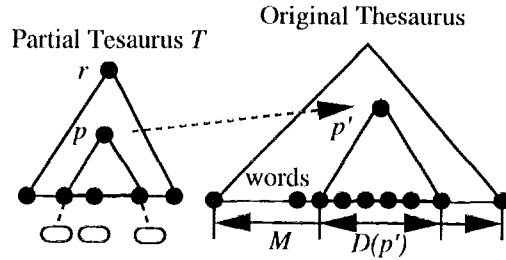 Original Thesaurus
Partial Tesaurus T
r
p
p'
words
M
D(p')